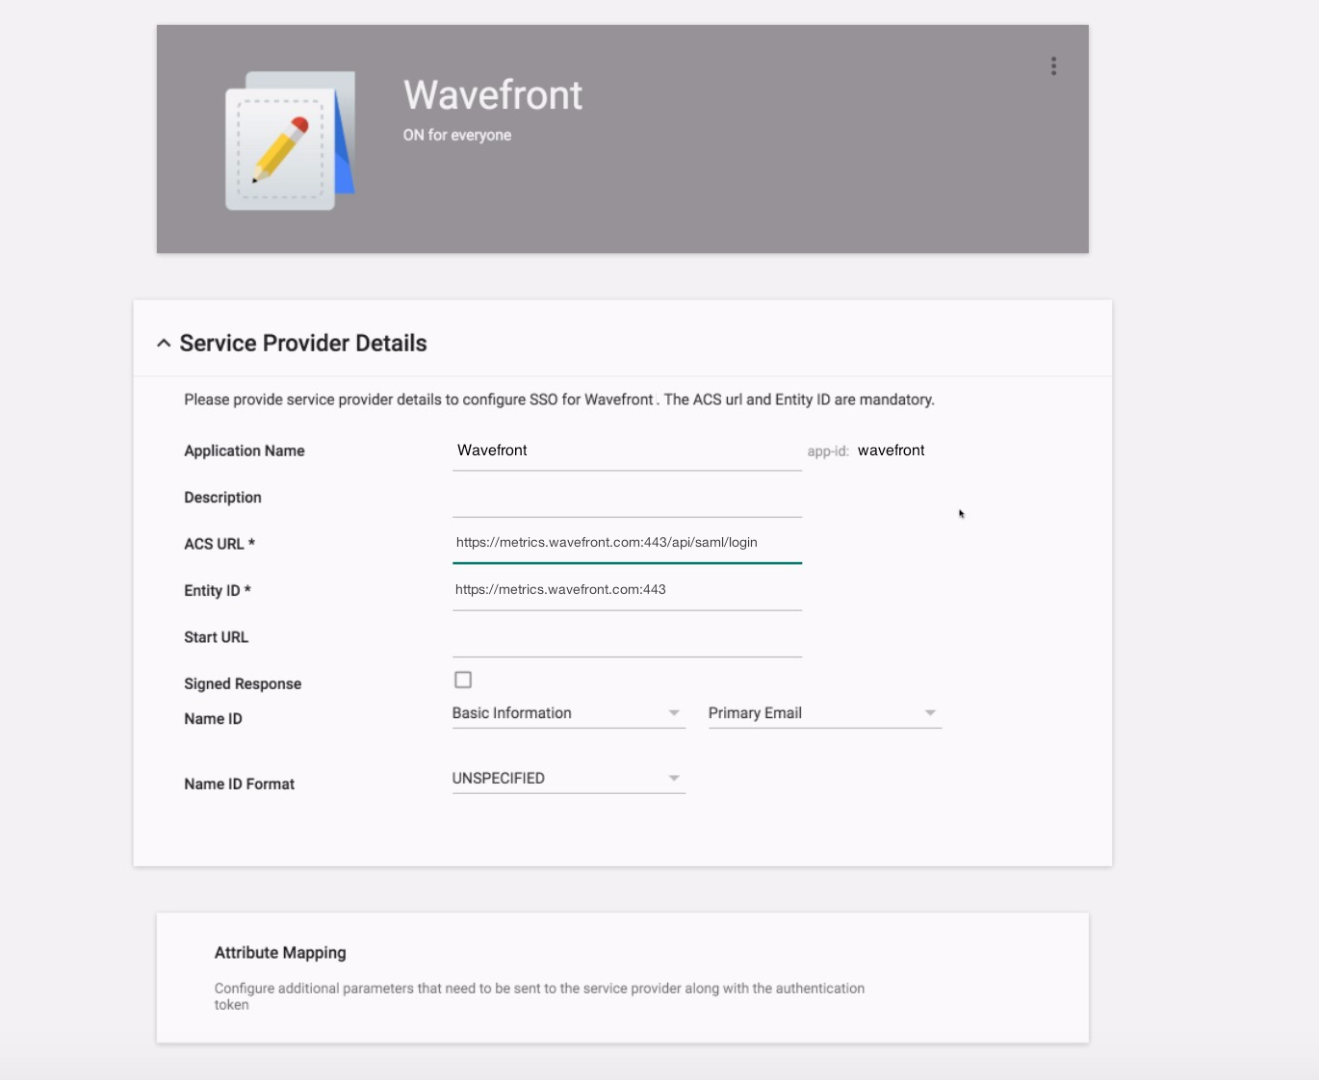 Wavefront
ON for everyone
Service Provider Details
Please provide service provider details to configure SSO for Wavefront . The ACS url and Entity ID are mandatory.
Application Name Wavefront app-id: wavefront
Description
ACS URL * https://metrics.wavefront.com:443/api/saml/login
Entity ID * https://metrics.wavefront.com:443
Start URL
Signed Response
Name ID Basic Information Primary Email
Name ID Format UNSPECIFIED
Attribute Mapping
Configure additional parameters that need to be sent to the service provider along with the authentication
token